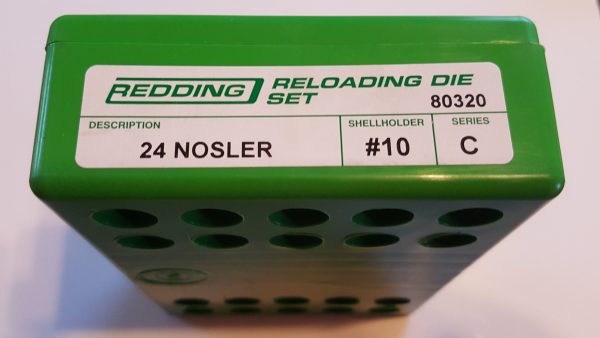 REDDING RELOADING DIE
SET 80320
DESCRIPTION SHELLHOLDER SERIES
24 NOSLER #10 C